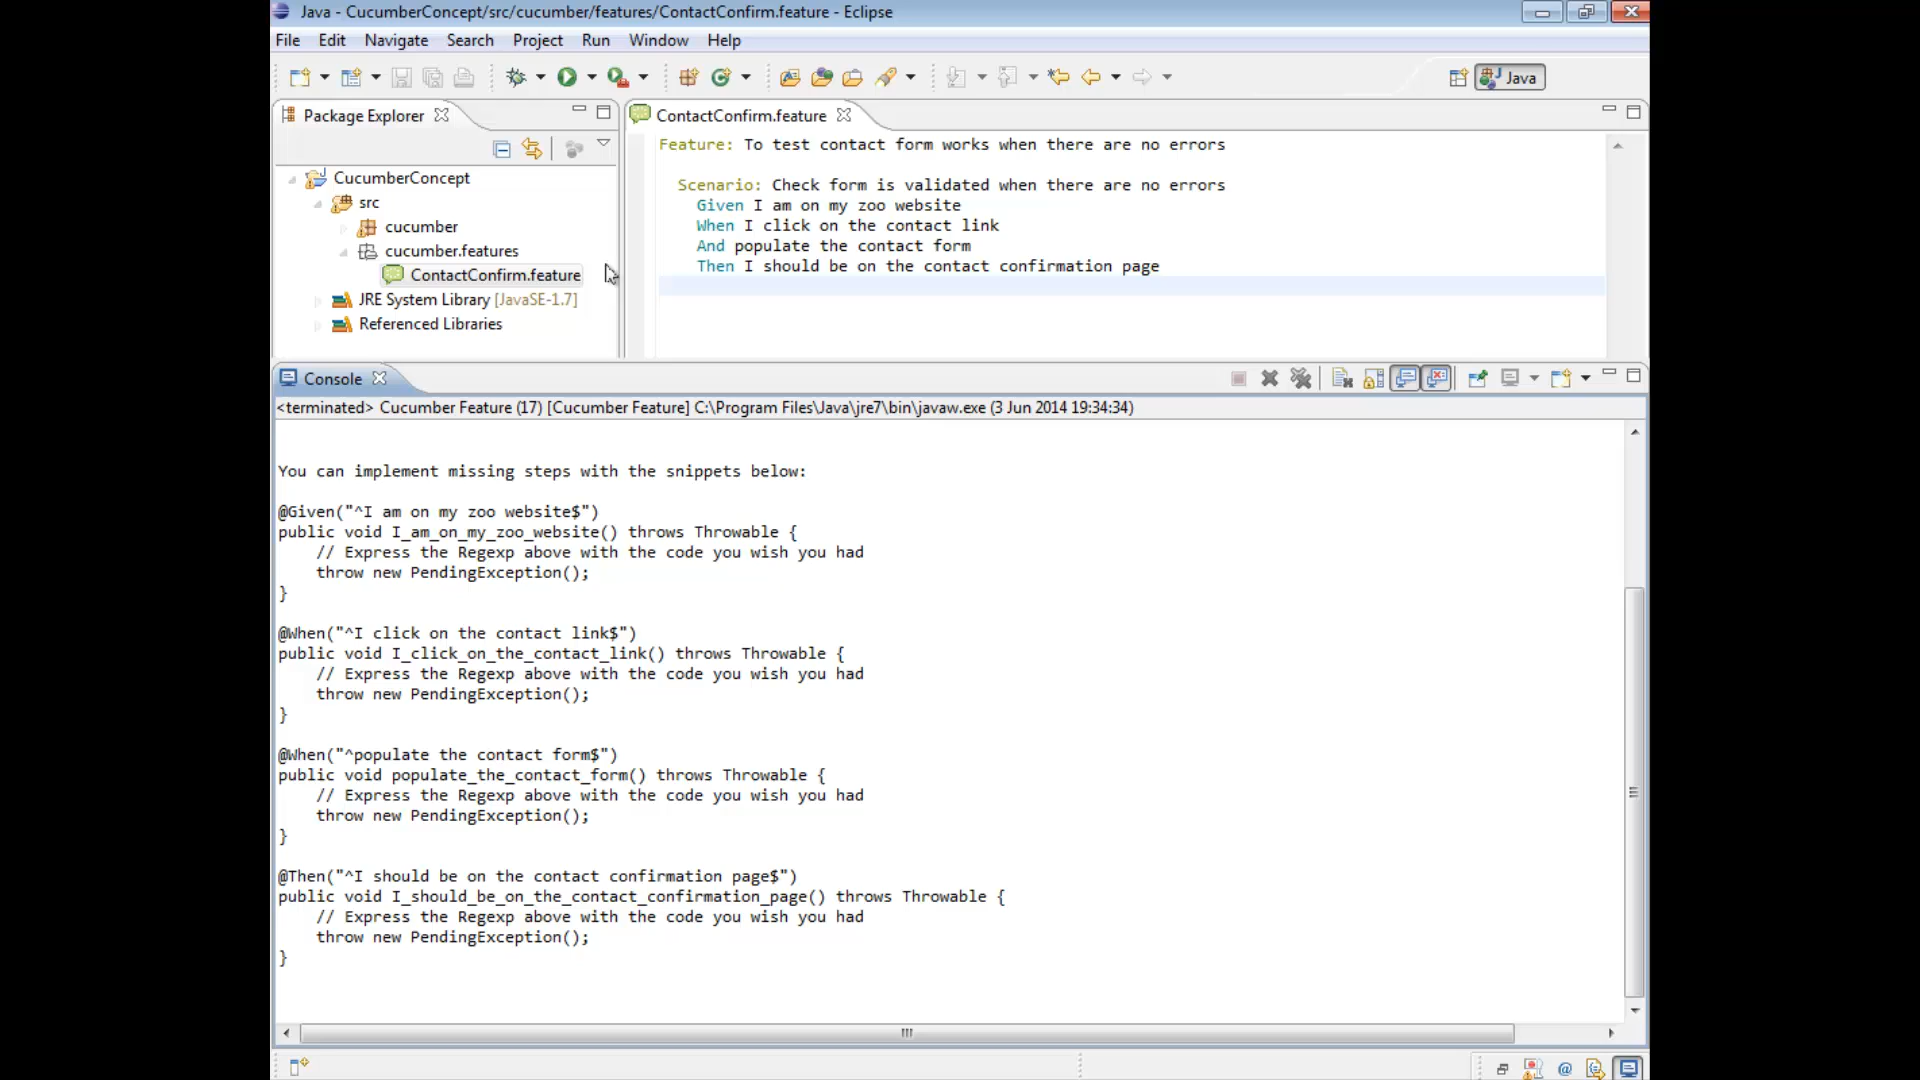 Java - CucumberConcept/src/cucumber/features/ContactConfirm.feature - Eclipse
File Edit Navigate Search Project Run Window Help
Java
Package Explorer
CucumberConcept
src
cucumber
cucumber.features
ContactConfirm.feature
JRE System Library [JavaSE-1.7]
Referenced Libraries
ContactConfirm.feature
Feature: To test contact form works when there are no errors
Scenario: Check form is validated when there are no errors
Given I am on my zoo website
When I click on the contact link
And populate the contact form
Then I should be on the contact confirmation page
Console
<terminated> Cucumber Feature (17) [Cucumber Feature] C:\Program Files\Java\jre7\bin\javaw.exe (3 Jun 2014 19:34:34)
You can implement missing steps with the snippets below:
@Given("^I am on my zoo website$")
public void I_am_on_my_zoo_website() throws Throwable {
// Express the Regexp above with the code you wish you had
throw new PendingException();
}
@When("^I click on the contact link$")
public void I_click_on_the_contact_link() throws Throwable {
// Express the Regexp above with the code you wish you had
throw new PendingException();
}
@When("^populate the contact form$")
public void populate_the_contact_form() throws Throwable {
// Express the Regexp above with the code you wish you had
throw new PendingException();
}
@Then("^I should be on the contact confirmation page$")
public void I_should_be_on_the_contact_confirmation_page() throws Throwable {
// Express the Regexp above with the code you wish you had
throw new PendingException();
}